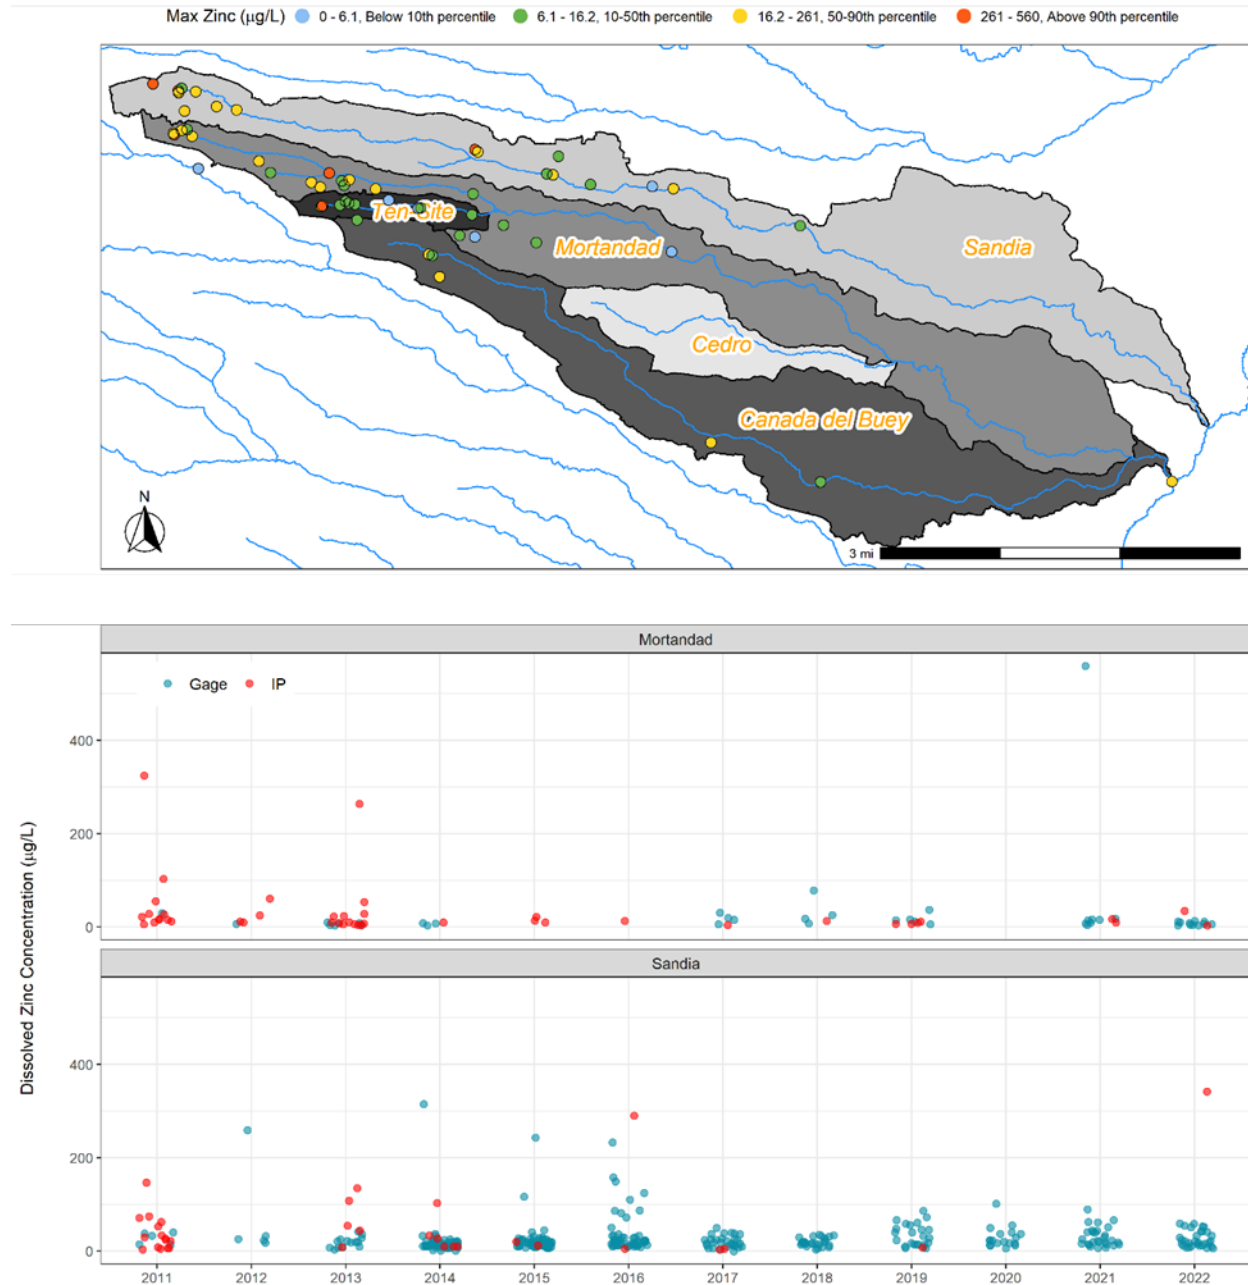 Max Zinc (µg/L) 0 - 6.1, Below 10th percentile 6.1 - 16.2, 10-50th percentile 16.2 - 261, 50-90th percentile 261 - 560, Above 90th percentile
Ten-Site
Mortandad
Sandia
Cedro
Canada del Buey
N
3 mi
Mortandad
Gage IP
400
200
0
Dissolved Zinc Concentration (µg/L)
Sandia
400
200
0
2011 2012 2013 2014 2015 2016 2017 2018 2019 2020 2021 2022